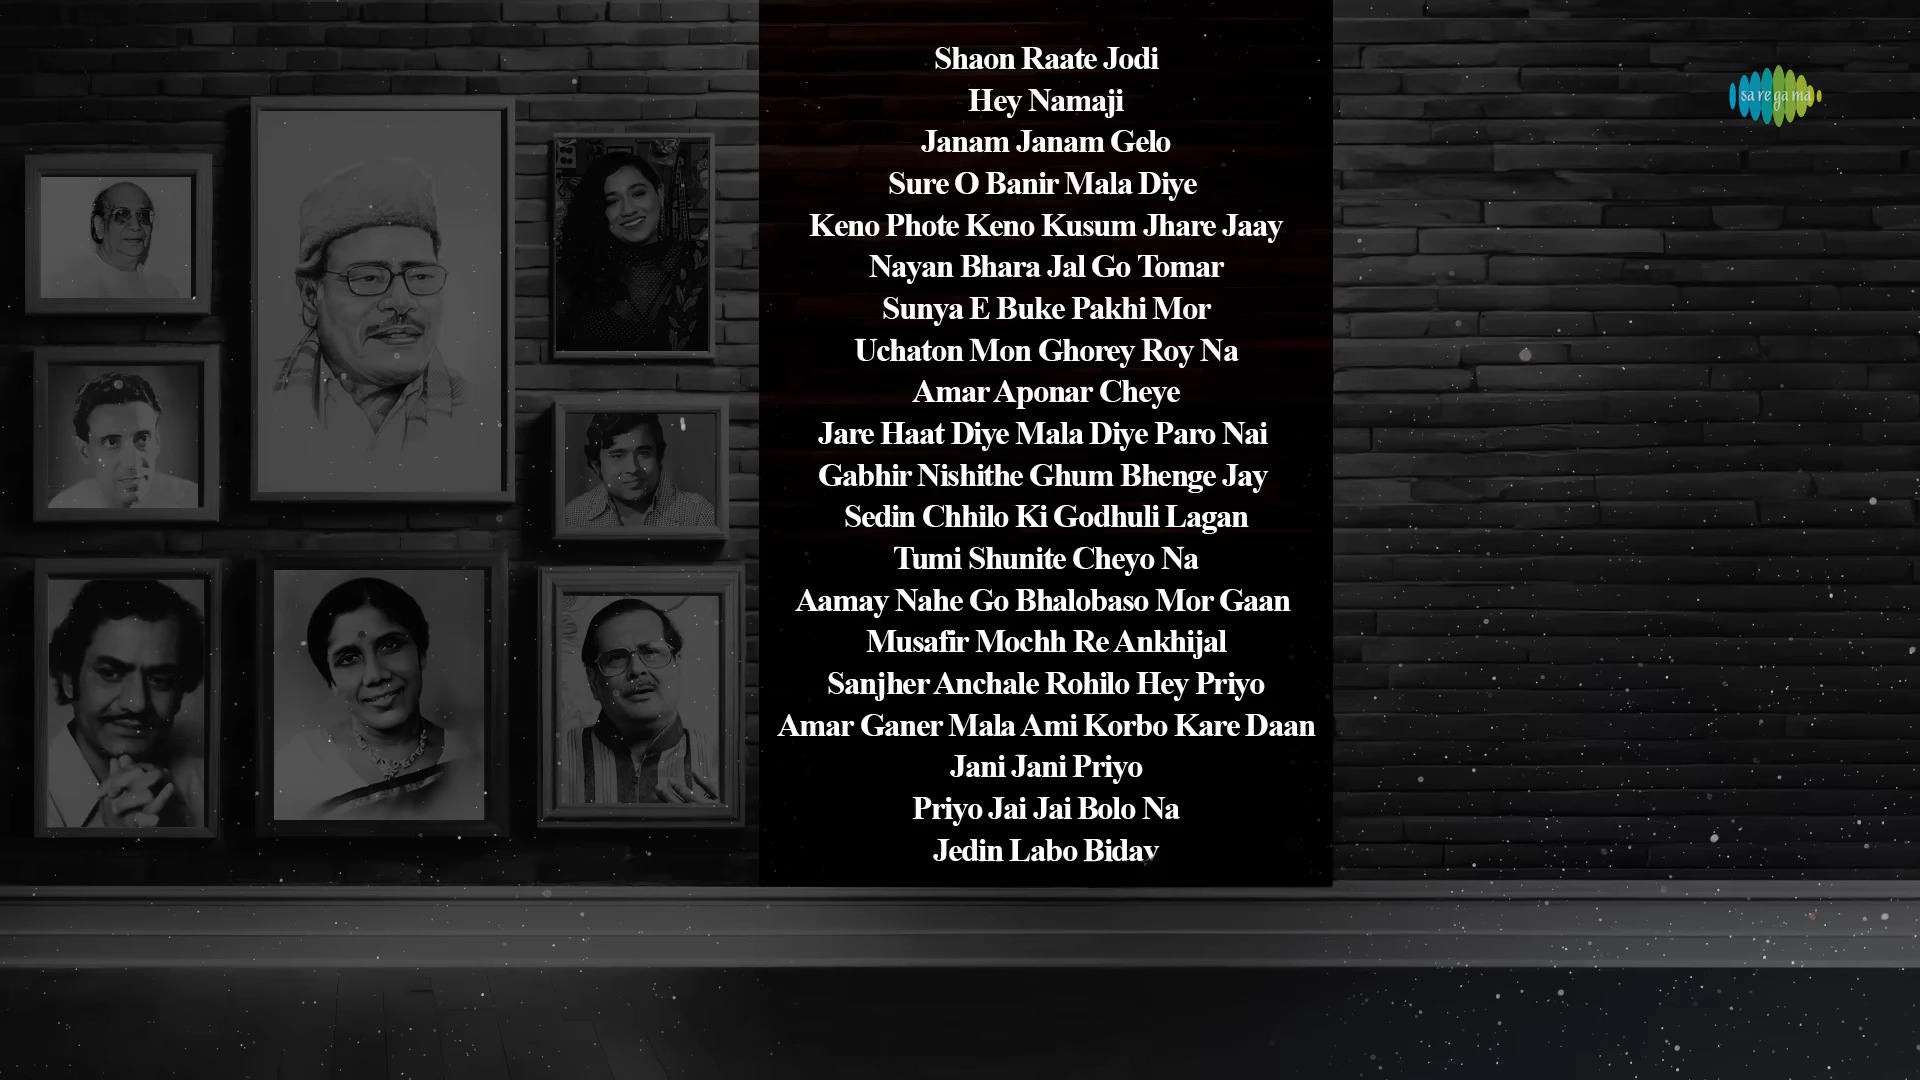 Shaon Raate Jodi
Hey Namaji
Janam Janam Gelo
Sure O Banir Mala Diye
Keno Phote Keno Kusum Jhare Jaay
Nayan Bhara Jal Go Tomar
Sunya E Buke Pakhi Mor
Uchaton Mon Ghorey Roy Na
Amar Aponar Cheye
Jare Haat Diye Mala Diye Paro Nai
Gabhir Nishithe Ghum Bhenge Jay
Sedin Chhilo Ki Godhuli Lagan
Tumi Shunite Cheyo Na
Aamay Nahe Go Bhalobaso Mor Gaan
Musafir Mochh Re Ankhijal
Sanjher Anchale Rohilo Hey Priyo
Amar Ganer Mala Ami Korbo Kare Daan
Jani Jani Priyo
Priyo Jai Jai Bolo Na
Jedin Labo Biday
sa re ga ma